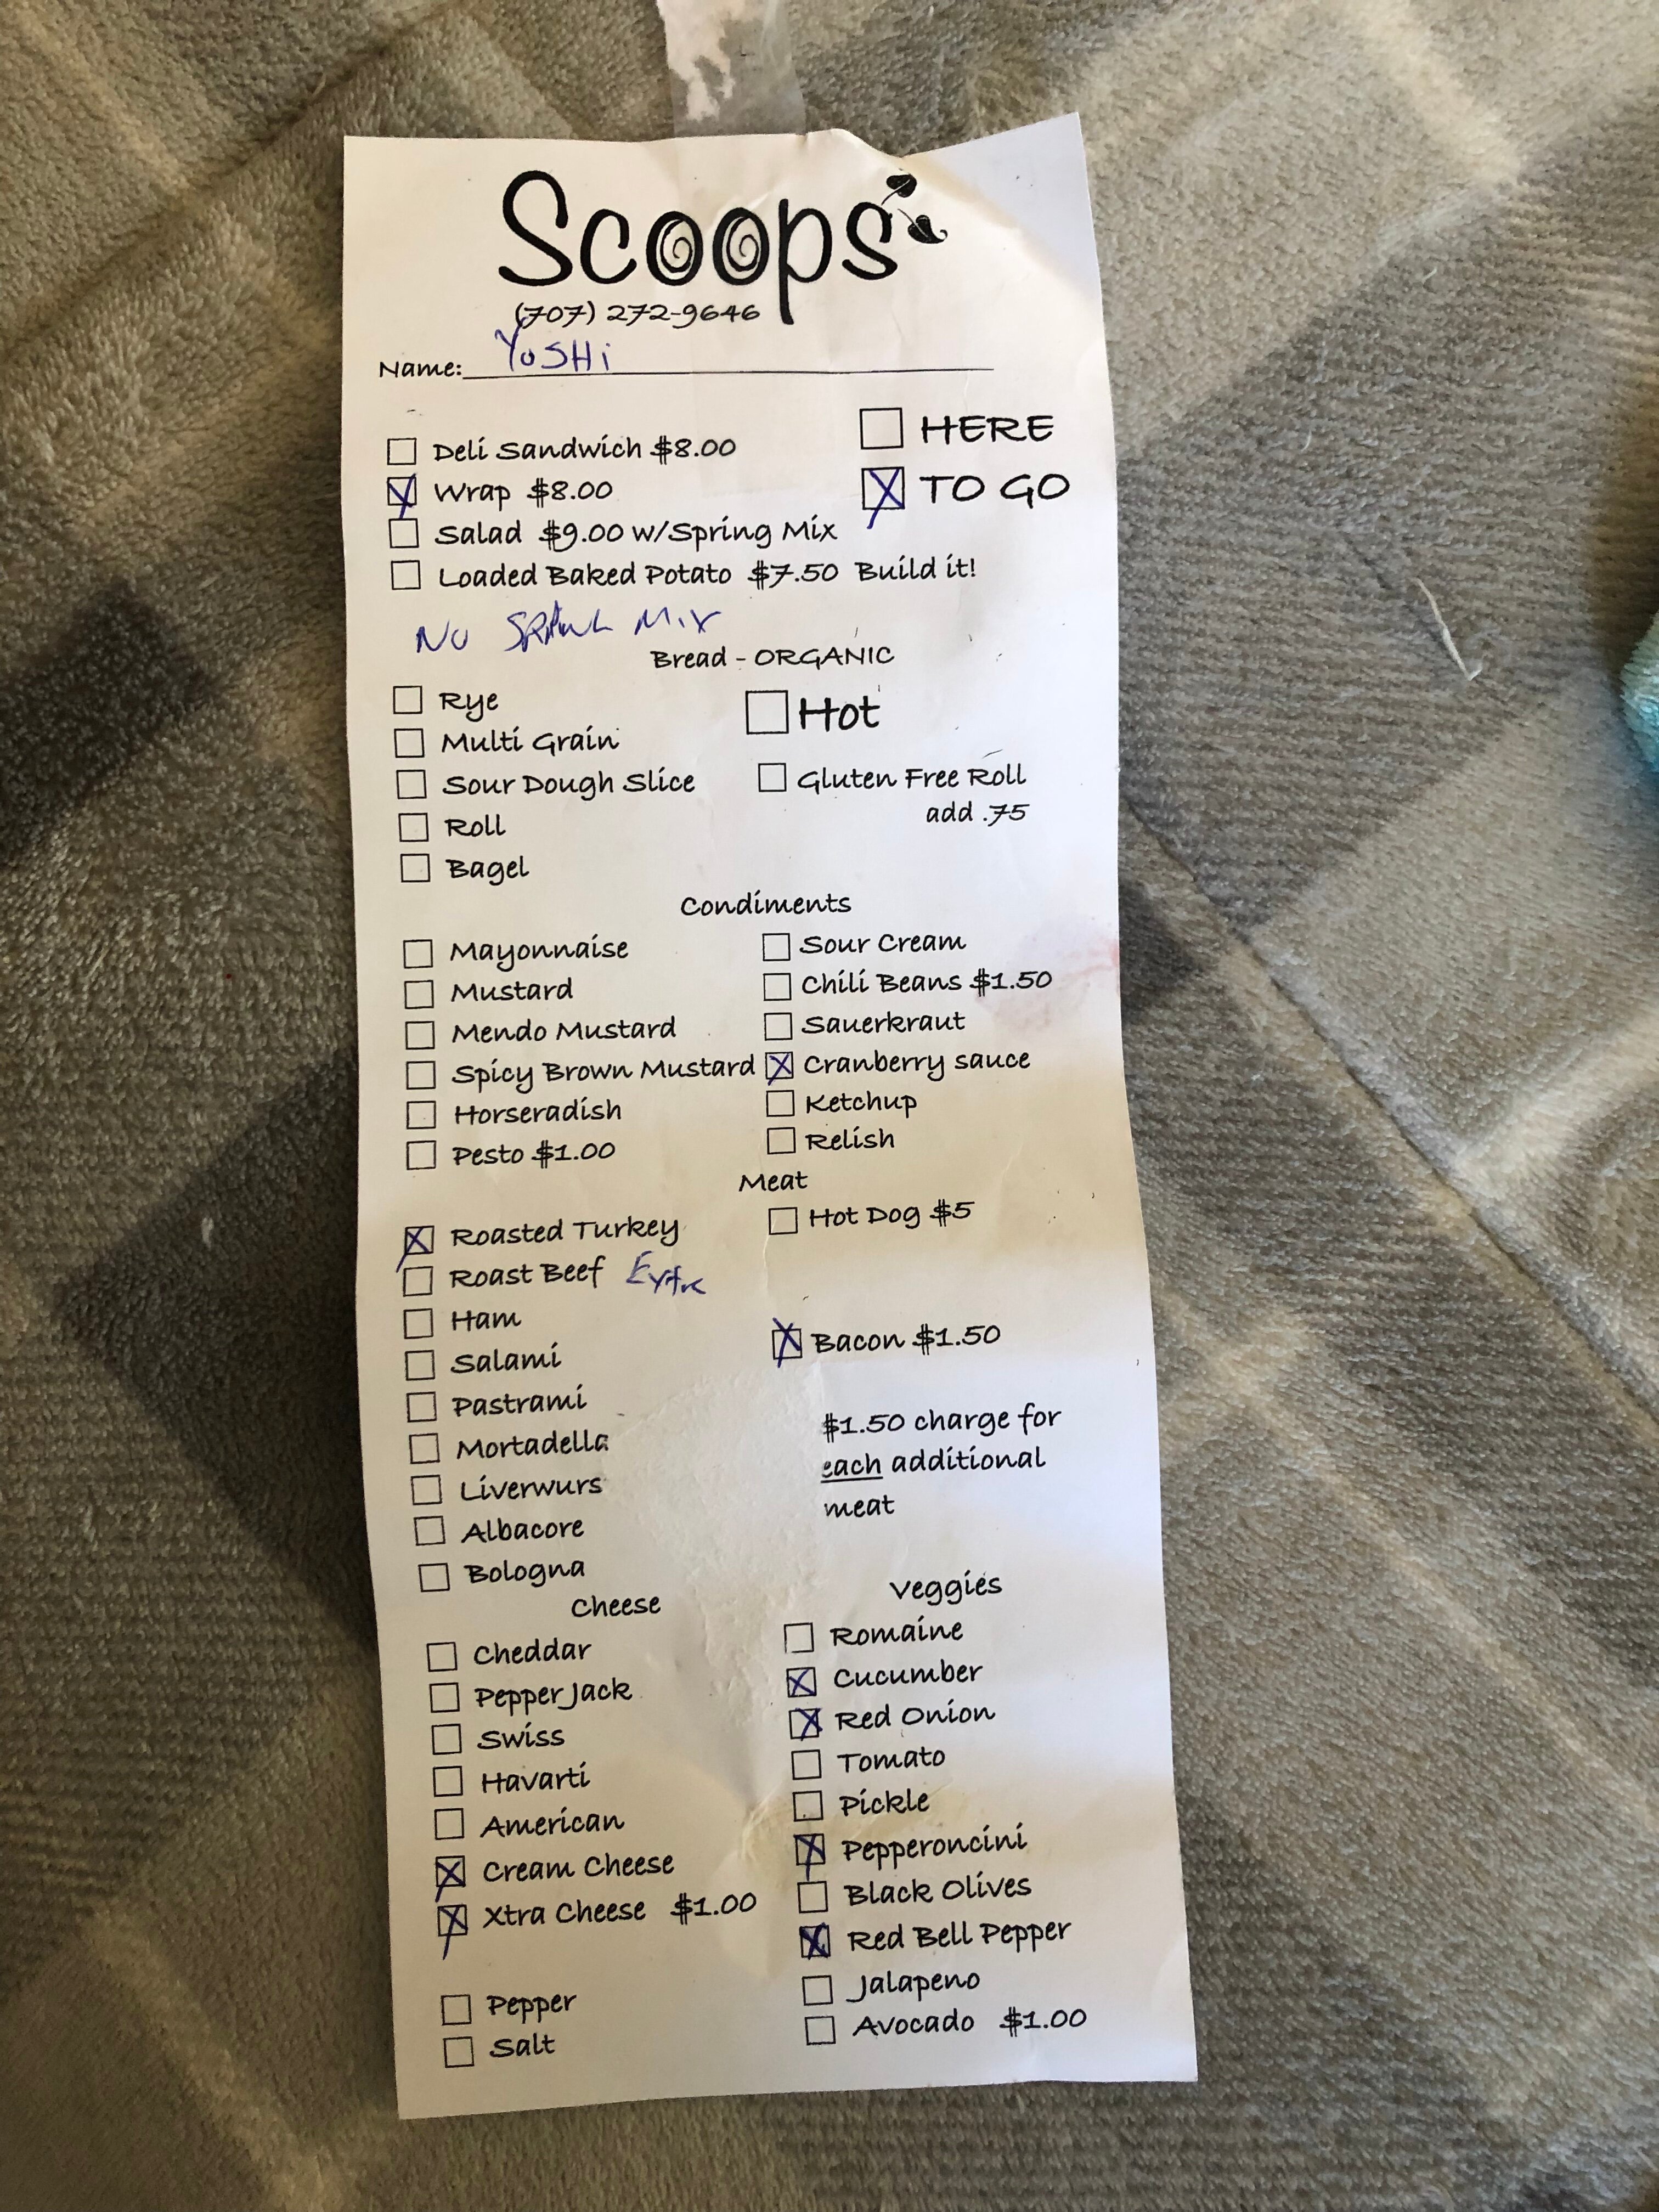 Scoops
(707) 272-9646
Name: YoSHi
HERE
Deli Sandwich $8.00
TO GO
Wrap $8.00
Salad $9.00 w/Spring Mix
Loaded Baked Potato $7.50 Build it!
No Mix
Bread - ORGANIC
Rye
Hot
Multi Grain
Sour Dough Slice
Gluten Free Roll
add .75
Roll
Bagel
Condiments
Mayonnaise
Mustard
Mendo Mustard
Spicy Brown Mustard
Horseradish
Pesto $1.00
Sour Cream
Chili Beans $1.50
Sauerkraut
Cranberry sauce
Ketchup
Relish
Meat
Roasted Turkey
Roast Beef
Ham
Salami
Pastrami
Mortadella
Liverwurs
Albacore
Bologna
Hot Dog $5
Bacon $1.50
$1.50 charge for
each additional
meat
Cheese
Cheddar
Pepper Jack
Swiss
Havarti
American
Cream Cheese
Xtra Cheese $1.00
Pepper
Salt
Veggies
Romaine
Cucumber
Red Onion
Tomato
Pickle
Pepperoncini
Black Olives
Red Bell Pepper
Jalapeno
Avocado $1.00